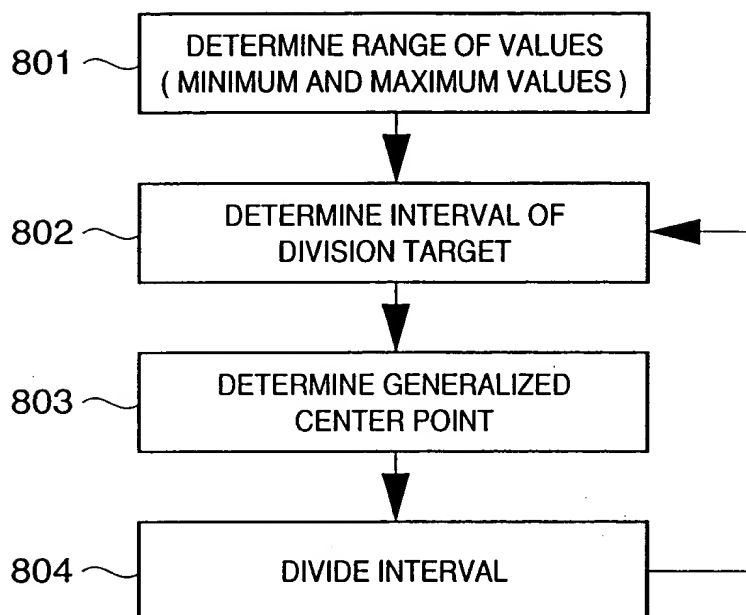 801
DETERMINE RANGE OF VALUES
( MINIMUM AND MAXIMUM VALUES )
802
DETERMINE INTERVAL OF
DIVISION TARGET
803
DETERMINE GENERALIZED
CENTER POINT
804
DIVIDE INTERVAL